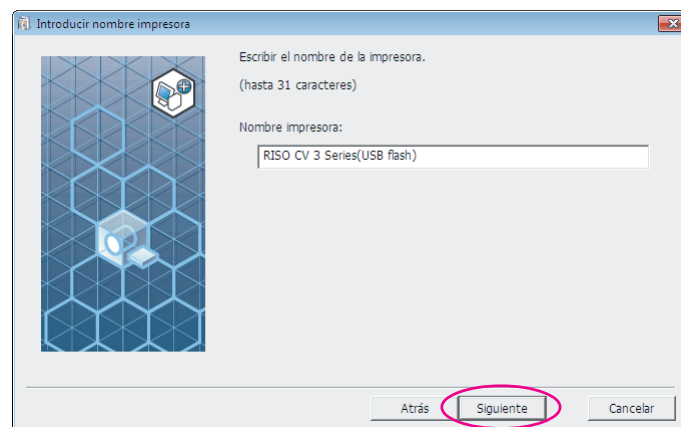 Introducir nombre impresora
Escribir el nombre de la impresora.
(hasta 31 caracteres)
Nombre impresora:
RISO CV 3 Series(USB flash)
Atrás
Siguiente
Cancelar